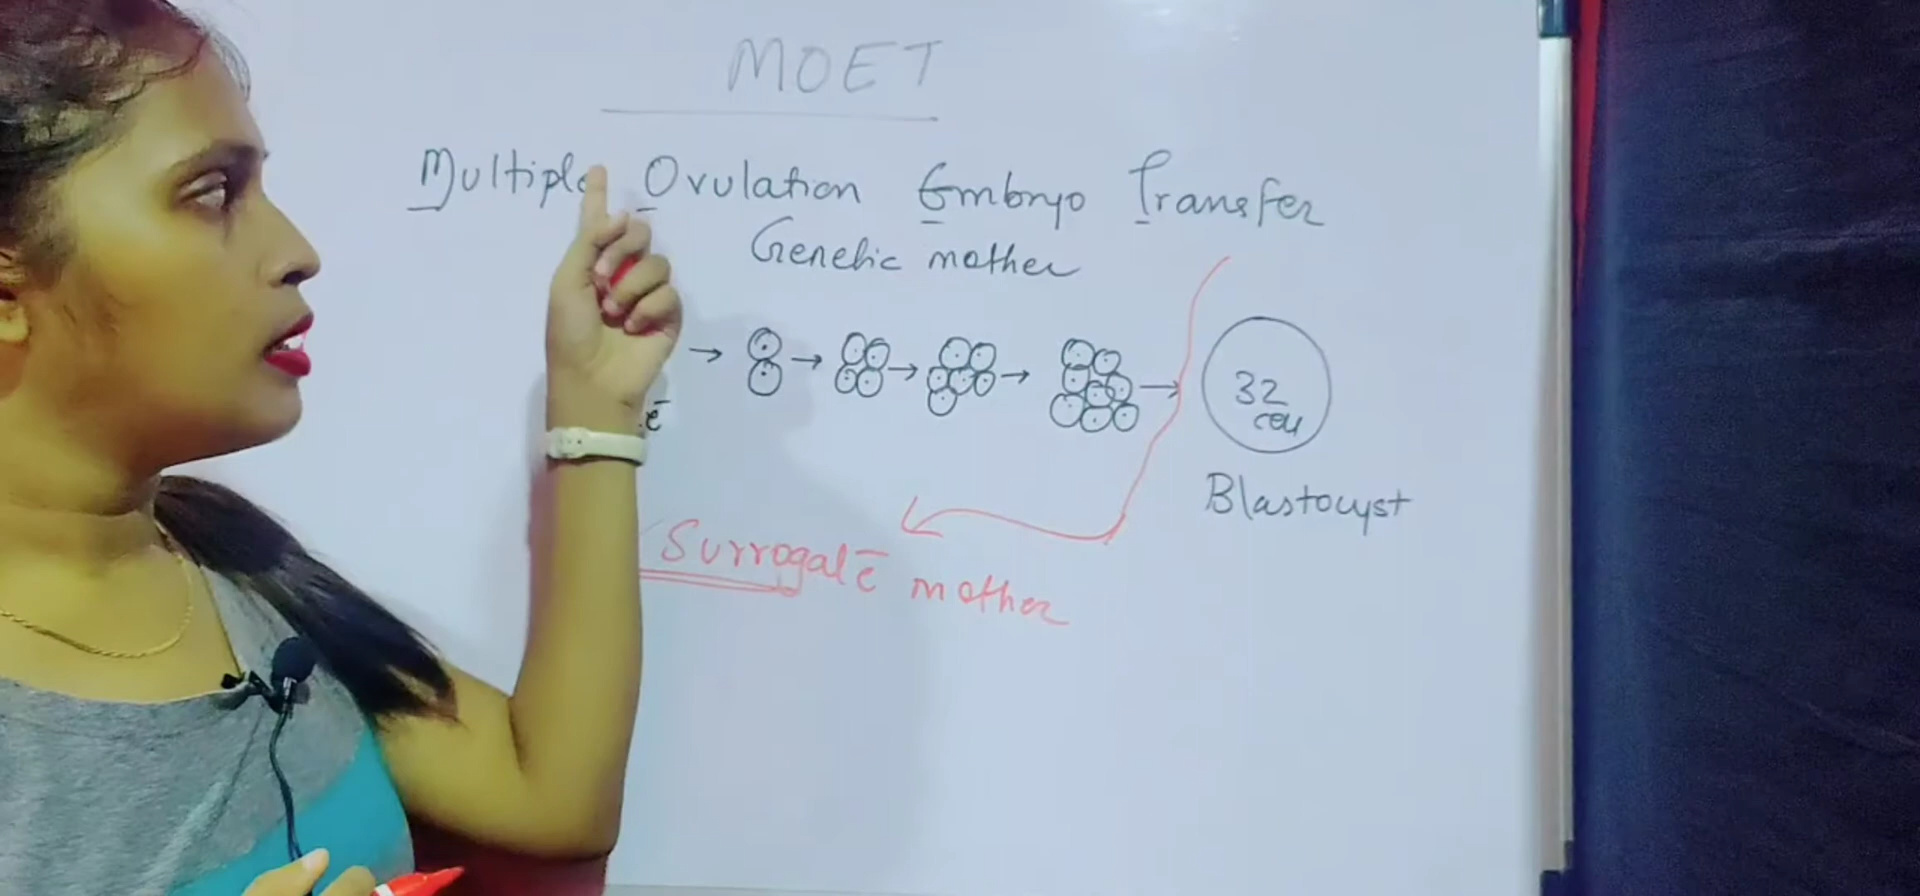 MOET
Multiple Ovulation Embryo Transfer
Genetic mother
32
cell
Blastocyst
Surrogate mother